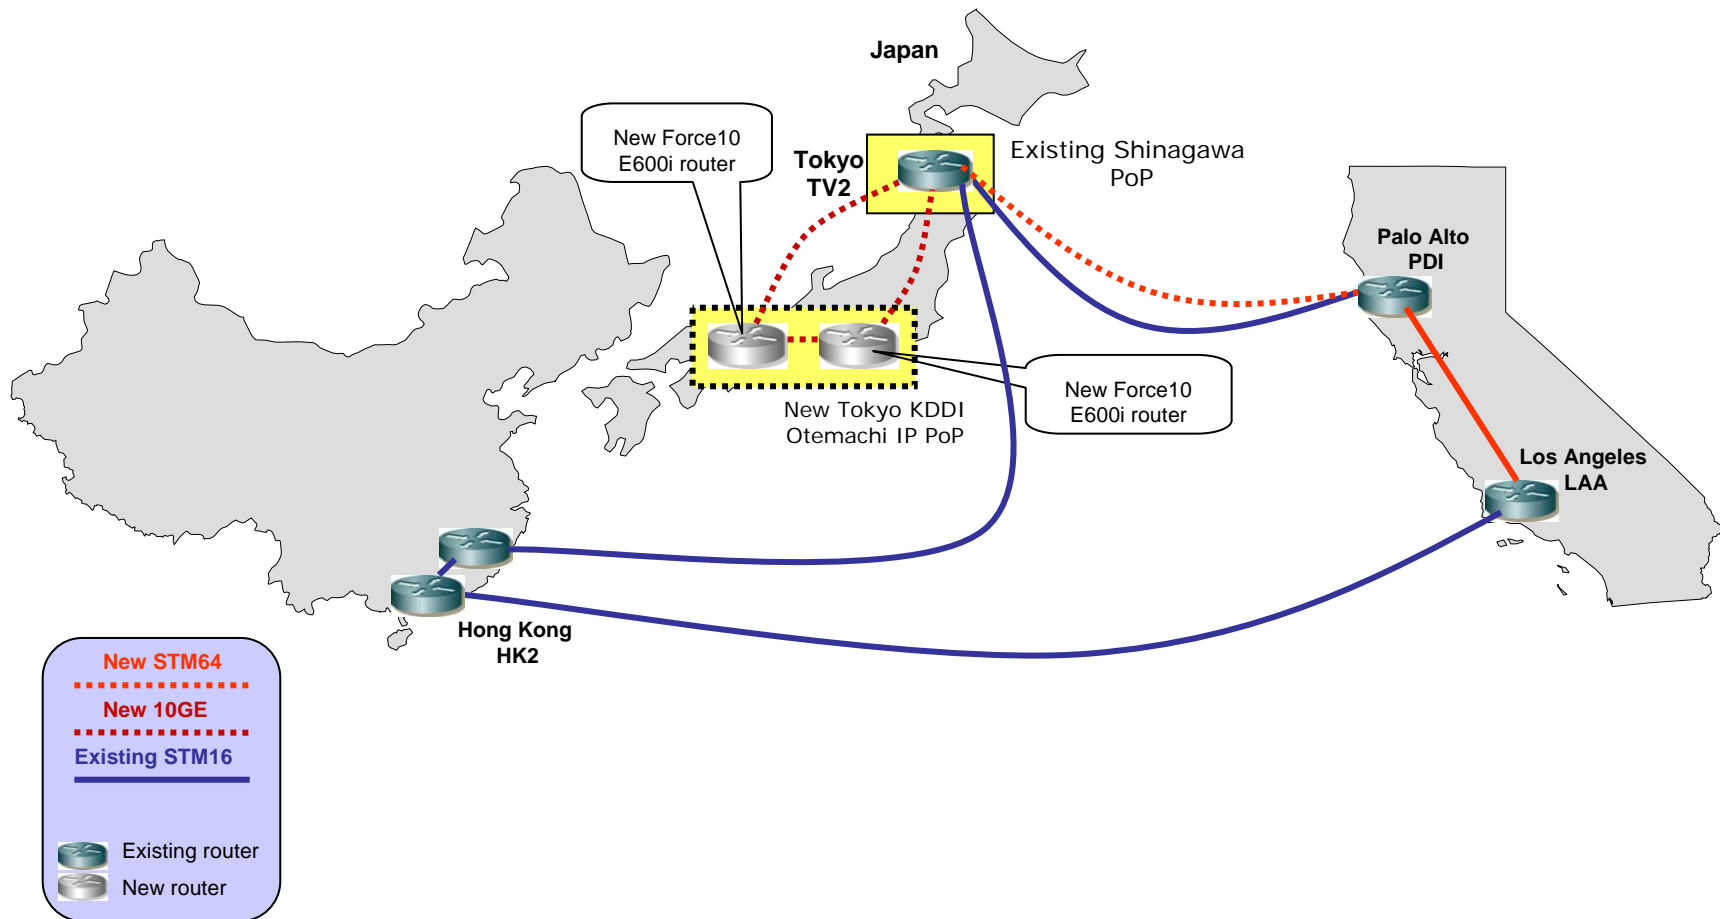 Japan
New Force10
E600i router
Tokyo
TV2
Existing Shinagawa
PoP
Palo Alto
PDI
New Force10
E600i router
New Tokyo KDDI
Otemachi IP PoP
Los Angeles
LAA
Hong Kong
HK2
New STM64
New 10GE
Existing STM16
Existing router
New router